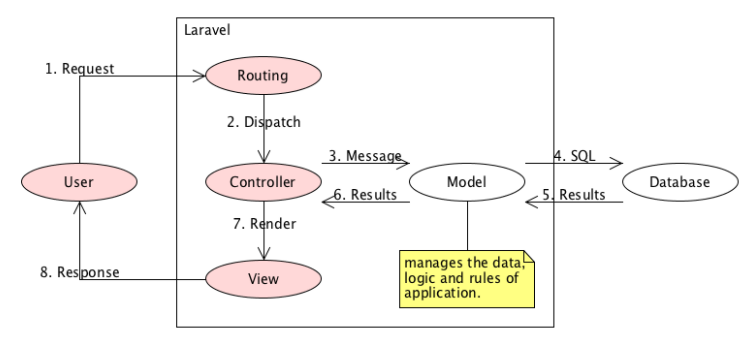 Laravel
1. Request
Routing
2. Dispatch
3. Message
4. SQL
User
Controller
Model
Database
6. Results
5. Results
7. Render
8. Response
View
manages the data,
logic and rules of
application.